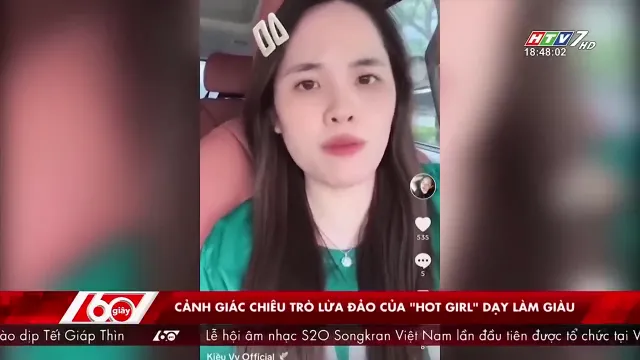 HTV7 HD
18:48:02
535
5
60 giây
CẢNH GIÁC CHIÊU TRÒ LỪA ĐẢO CỦA "HOT GIRL" DẠY LÀM GIÀU
ào dịp Tết Giáp Thìn 60 Lễ hội âm nhạc S2O Songkran Việt Nam lần đầu tiên được tổ chức tại V
Kiều Vy Official